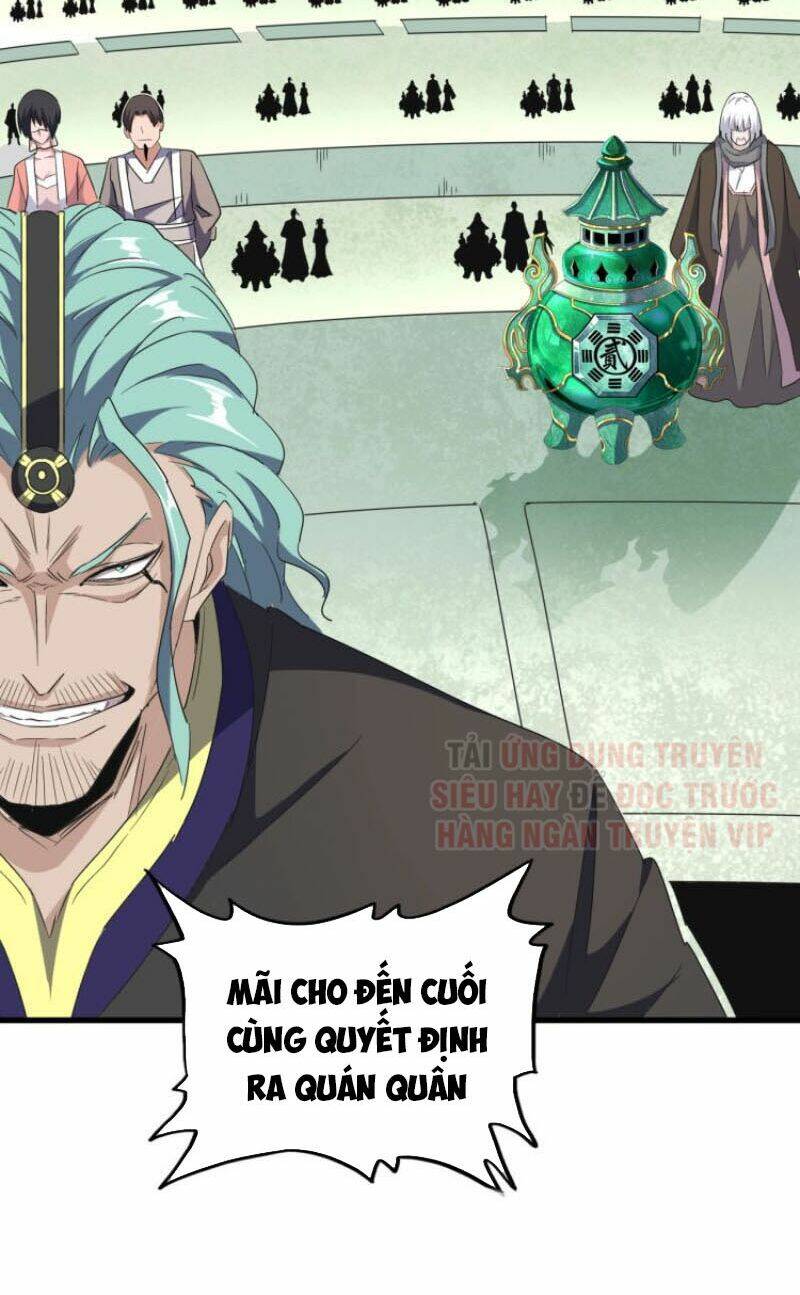 貳
TẢI ỨNG DỤNG TRUYỆN
SIÊU HAY ĐỂ ĐỌC TRƯỚC
HÀNG NGÀN TRUYỆN VIP
MÃI CHO ĐẾN CUỐI
CÙNG QUYẾT ĐỊNH
RA QUÁN QUÂN